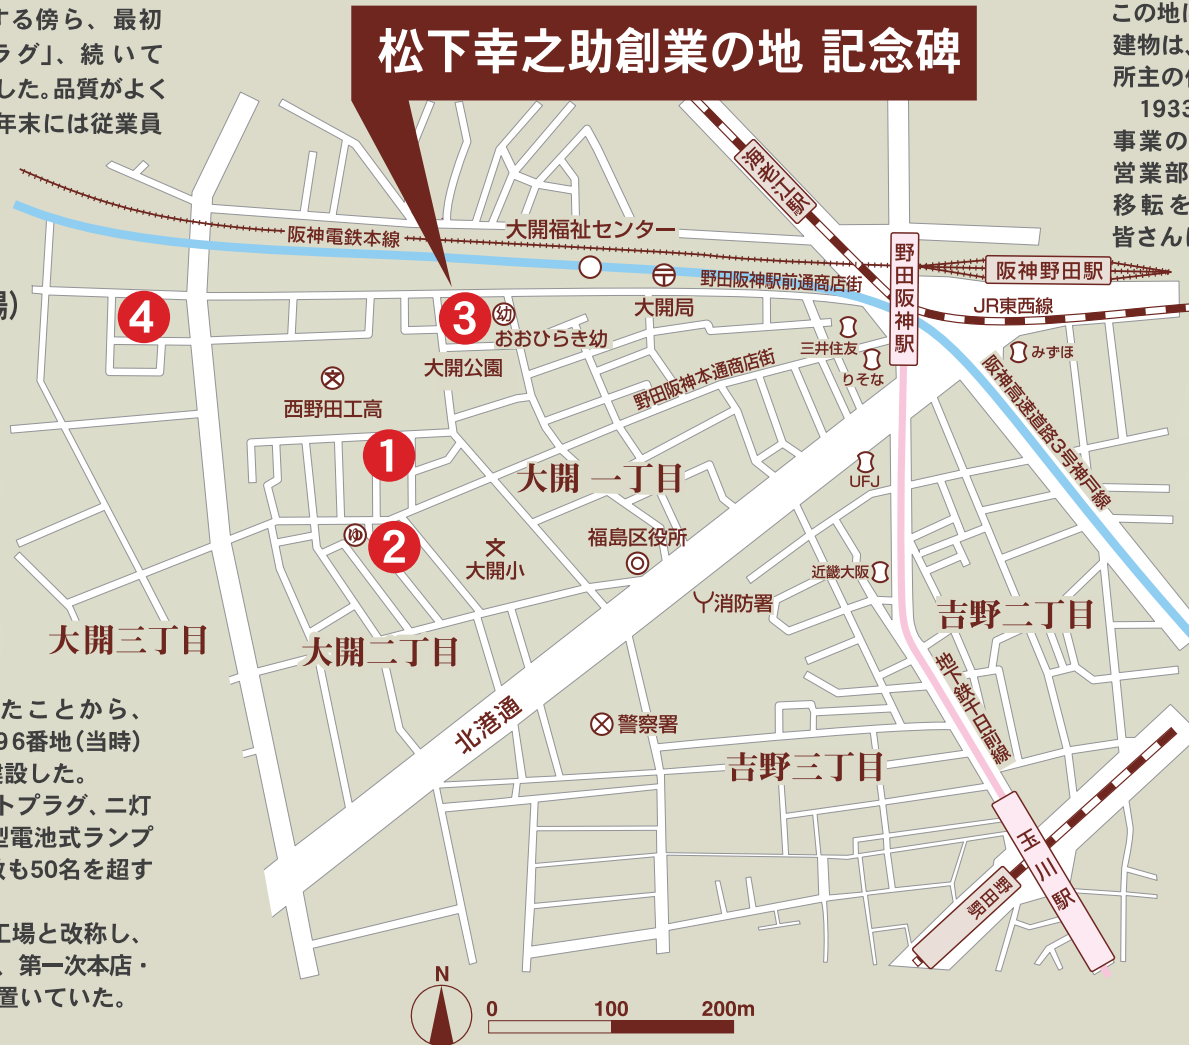 する傍ら、最初
ラグ」、続いて
した。品質がよく
年末には従業員
松下幸之助創業の地 記念碑
この地
建物は、
所主の
1933
事業の
営業部
移転を
皆さん
海老江駅
阪神電鉄本線
大開福祉センター
野田阪神駅
阪神野田駅
野田阪神駅前通商店街
大開局
JR東西線
4
3
幼
おおひらき幼
大開公園
三井住友
りそな
みずほ
野田阪神本通商店街
文
西野田工高
阪神高速道路3号神戸線
1
大開 一丁目
UFJ
ゆ
2
文
大開小
福島区役所
近畿大阪
消防署
吉野二丁目
大開三丁目
大開二丁目
地下鉄千日前線
北港通
警察署
吉野三丁目
たことから、
96番地（当時）
建設した。
トプラグ、二灯
型電池式ランプ
数も50名を超す
工場と改称し、
、第一次本店・
置いていた。
玉川駅
野田駅
N
0 100 200m